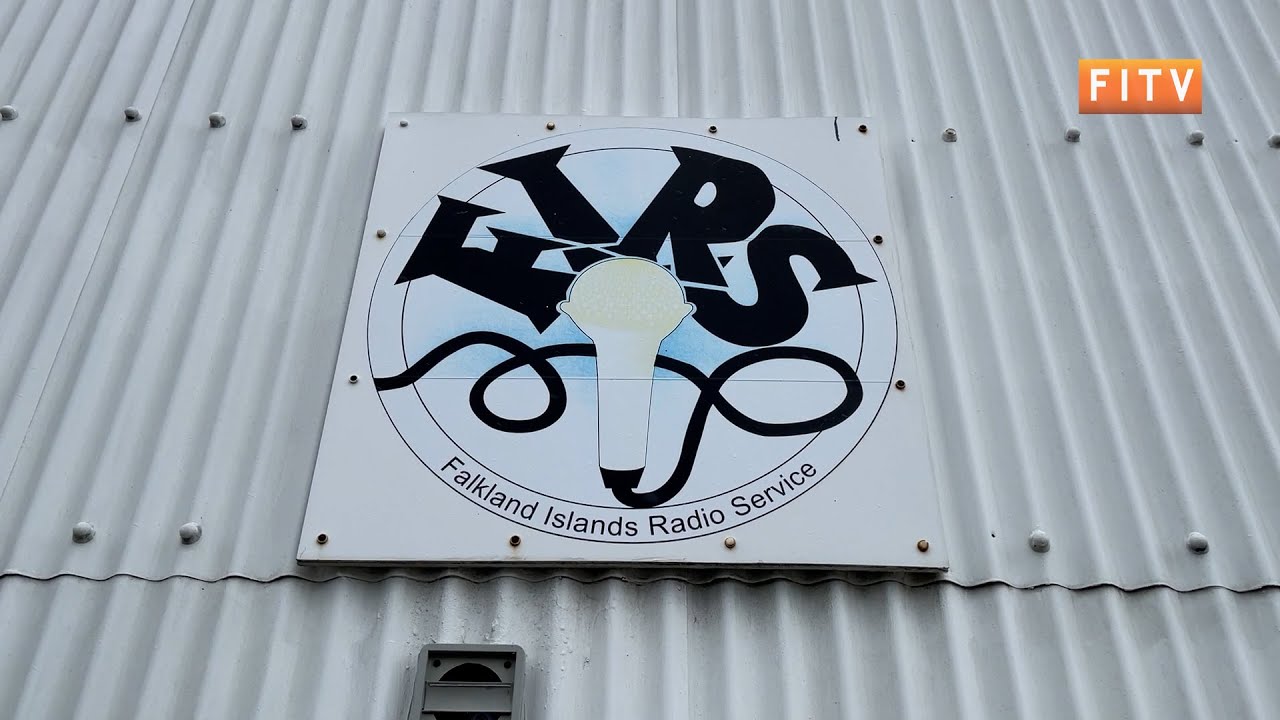 FITV
FIRS
Falkland Islands Radio Service